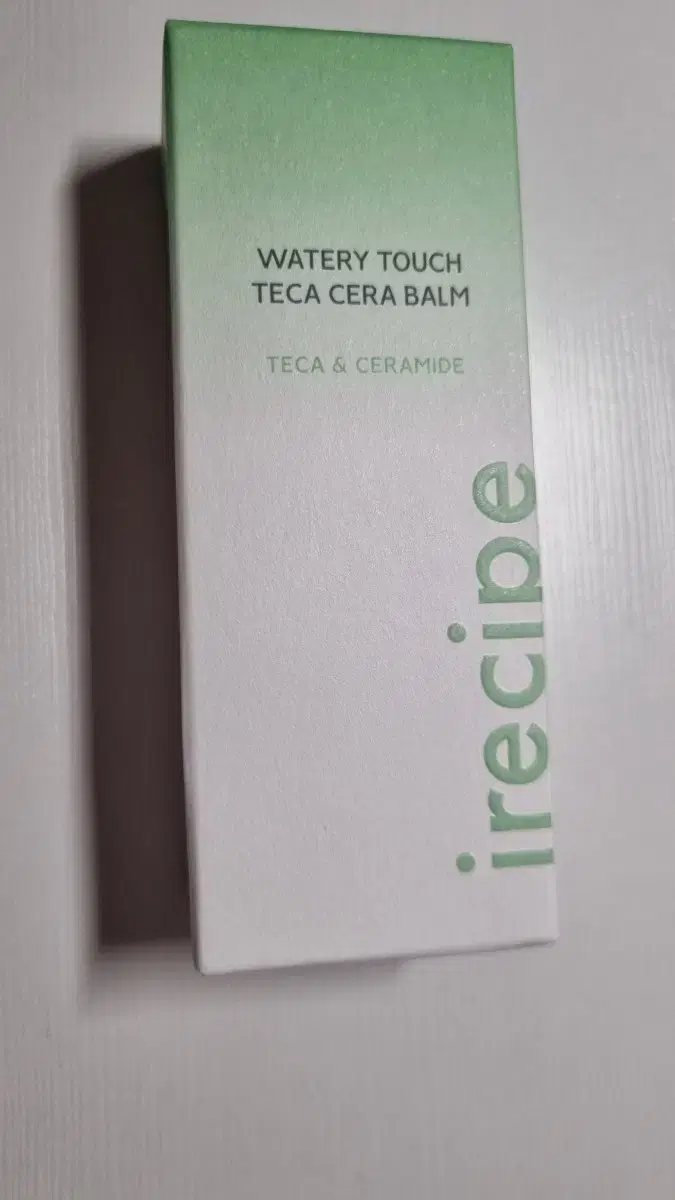 WATERY TOUCH
TECA CERA BALM
TECA & CERAMIDE
irecipe